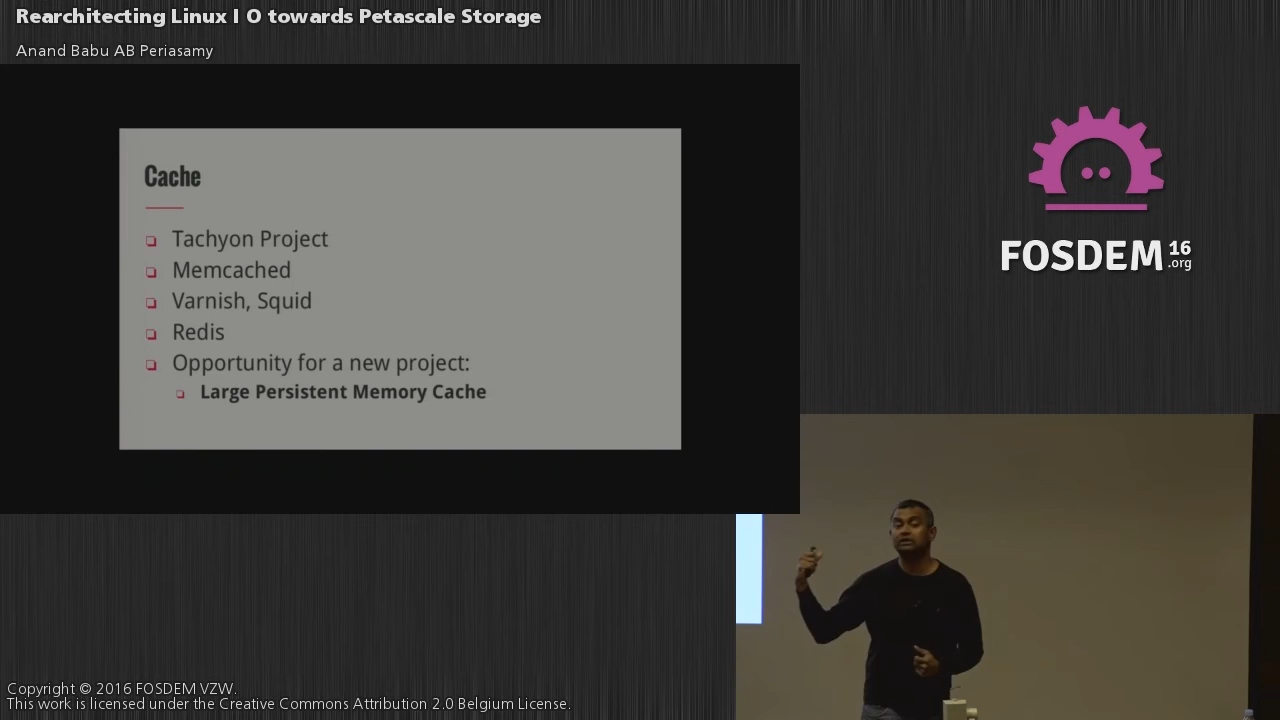 Rearchitecting Linux I O towards Petascale Storage
Anand Babu AB Periasamy
Cache
Tachyon Project
Memcached
Varnish, Squid
Redis
Opportunity for a new project:
Large Persistent Memory Cache
FOSDEM 16
.org
Copyright © 2016 FOSDEM VZW.
This work is licensed under the Creative Commons Attribution 2.0 Belgium License.